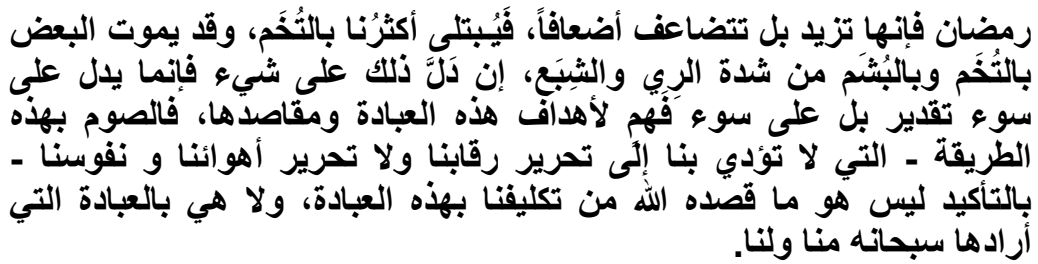 رمضان فإنها تزيد بل تتضاعف أضعافاً، فَيُبتلى أكثرُنا بالتُخَم، وقد يموت البعض
بالتُخَم وبالبُشَم من شدة الرِي والشِبَع، إن دَلَّ ذلك على شيء فإنما يدل على
سوء تقدير بل على سوء فَهمٍ لأهداف هذه العبادة ومقاصدها، فالصوم بهذه
الطريقة - التي لا تؤدي بنا إلَى تحرير رقابنا ولا تحرير أهوائنا و نفوسنا -
بالتأكيد ليس هو ما قصده الله من تكليفنا بهذه العبادة، ولا هي بالعبادة التي
أرادها سبحانه منا ولنا.